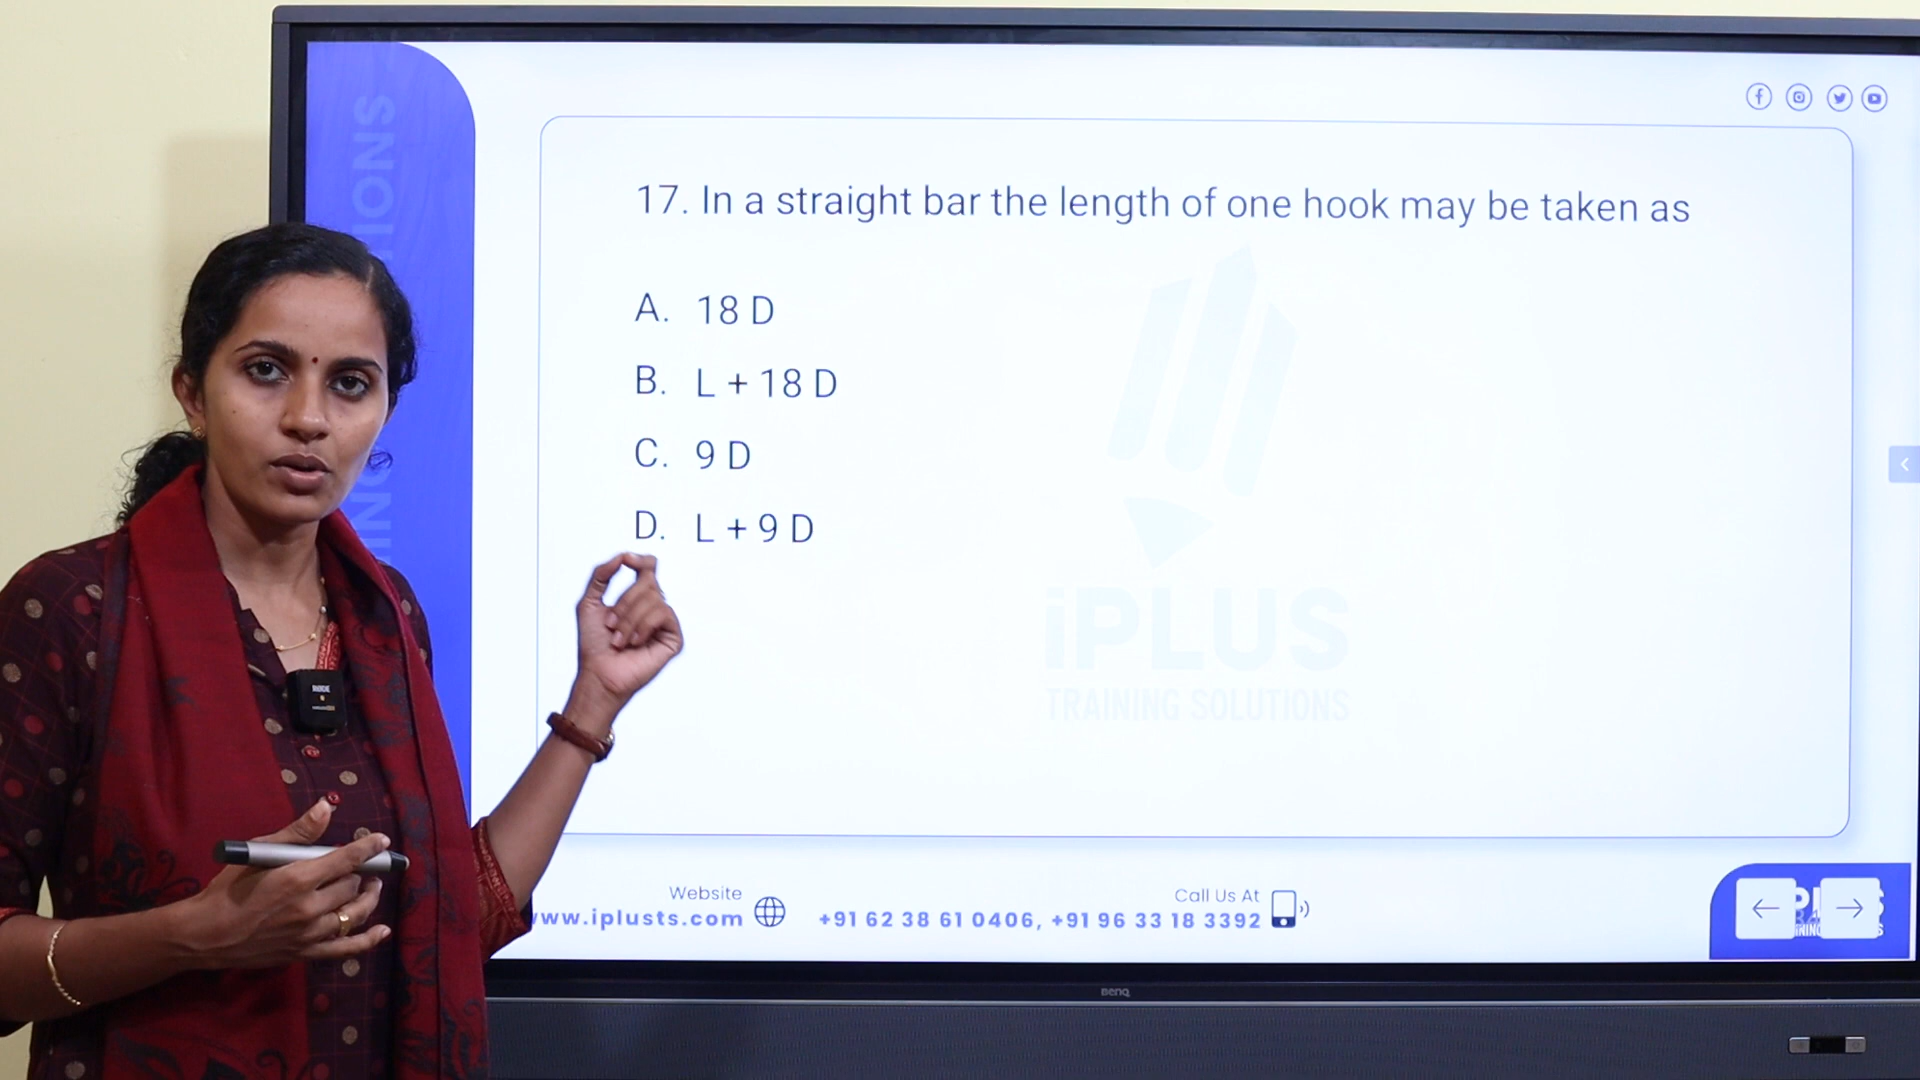 17. In a straight bar the length of one hook may be taken as
A. 18 D
B. L + 18 D
C. 9 D
D. L + 9 D
iPLUS
TRAINING SOLUTIONS
Website
www.iplusts.com
Call Us At
+91 62 38 61 0406, +91 96 33 18 3392
BenQ